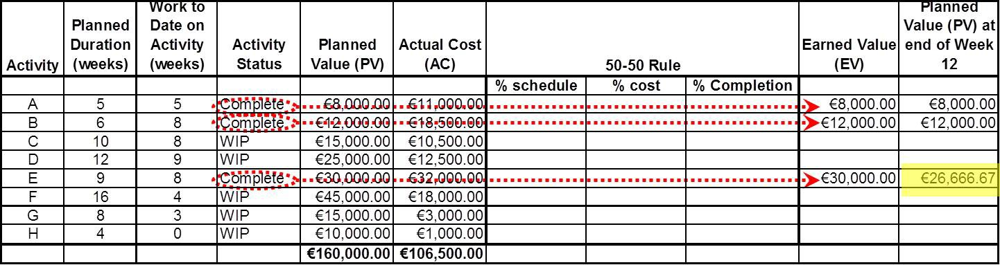 Activity Planned Duration (weeks) Work to Date on Activity (weeks) Activity Status Planned Value (PV) Actual Cost (AC) 50-50 Rule Earned Value (EV) Planned Value (PV) at end of Week 12
% schedule % cost % Completion
A 5 5 Complete €8,000.00 €11,000.00 €8,000.00 €8,000.00
B 6 8 Complete €12,000.00 €18,500.00 €12,000.00 €12,000.00
C 10 8 WIP €15,000.00 €10,500.00
D 12 9 WIP €25,000.00 €12,500.00
E 9 8 Complete €30,000.00 €32,000.00 €30,000.00 €26,666.67
F 16 4 WIP €45,000.00 €18,000.00
G 8 3 WIP €15,000.00 €3,000.00
H 4 0 WIP €10,000.00 €1,000.00
€160,000.00 €106,500.00